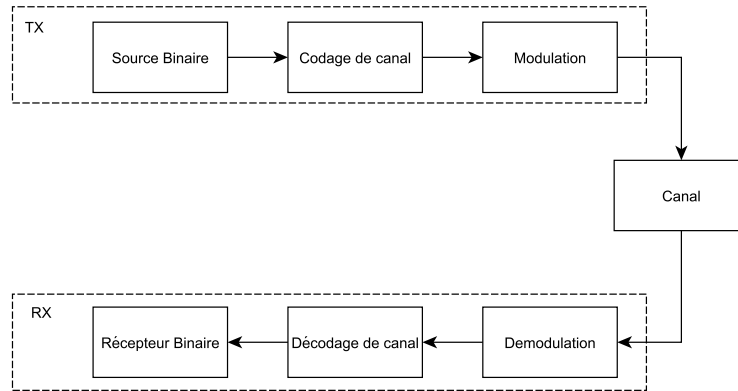 TX
Source Binaire
Codage de canal
Modulation
Canal
RX
Récepteur Binaire
Décodage de canal
Demodulation